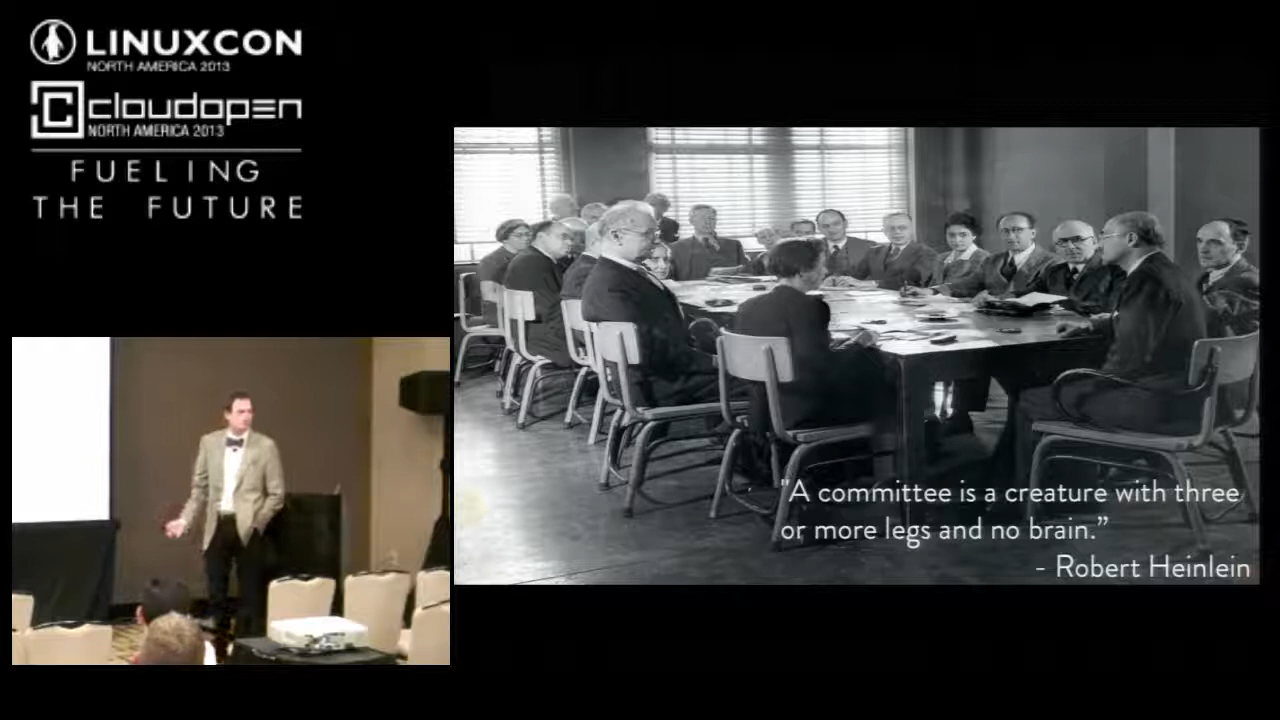 LINUXCON
NORTH AMERICA 2013
cloudopen
NORTH AMERICA 2013
FUELING
THE FUTURE
"A committee is a creature with three
or more legs and no brain.”
- Robert Heinlein